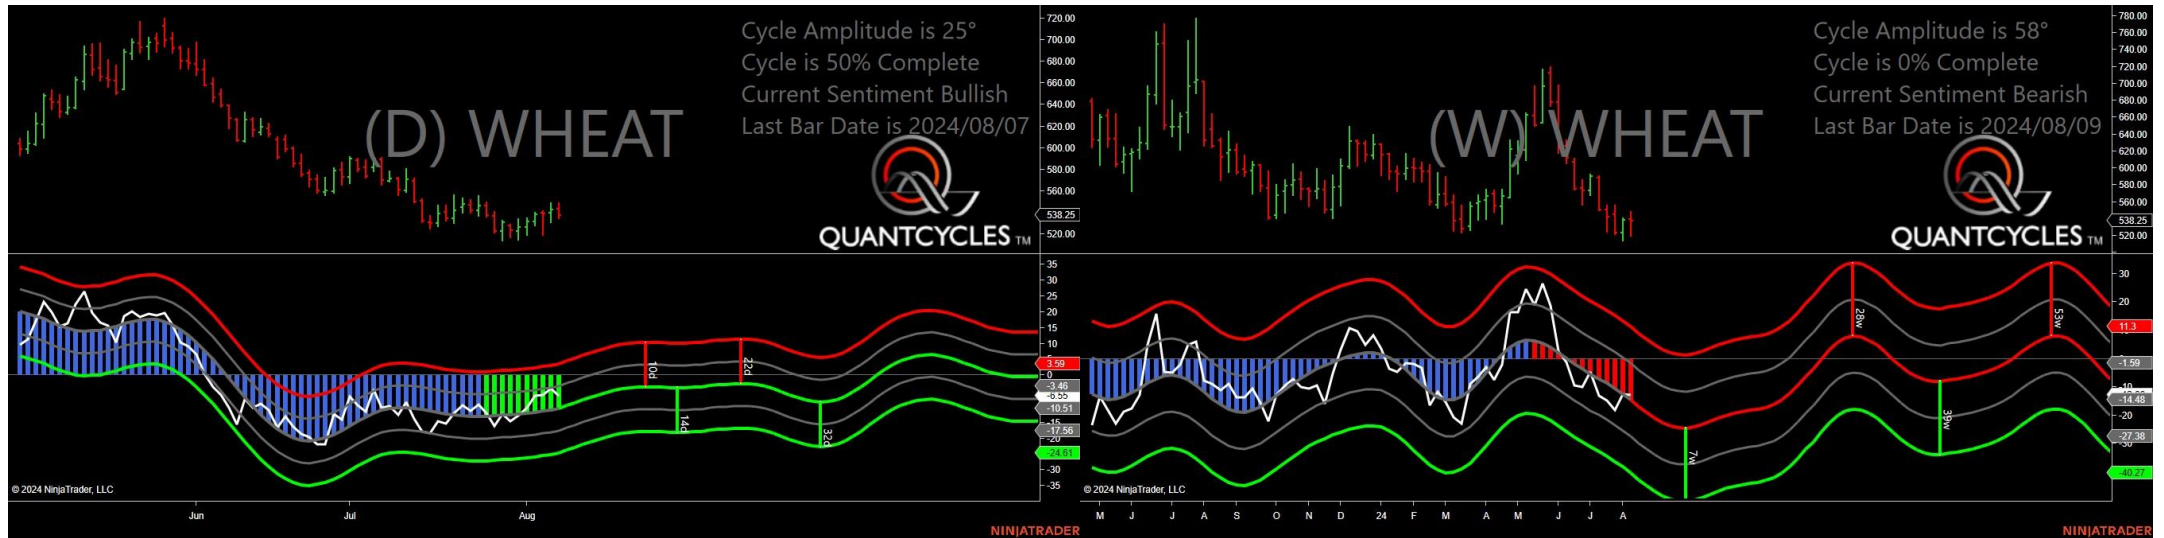 Cycle Amplitude is 25°
Cycle is 50% Complete
Current Sentiment Bullish
Last Bar Date is 2024/08/07
(D) WHEAT
QUANTCYCLES TM
720.00
700.00
680.00
660.00
640.00
620.00
600.00
580.00
560.00
538.25
520.00
35
30
25
20
15
10
3.59
0
-3.46
-6.55
-10.51
-17.56
-20
-24.61
-30
-35
10d
22d
14d
32d
© 2024 NinjaTrader, LLC
Jun
Jul
Aug
NINJATRADER
Cycle Amplitude is 58°
Cycle is 0% Complete
Current Sentiment Bearish
Last Bar Date is 2024/08/09
(W) WHEAT
QUANTCYCLES TM
780.00
760.00
740.00
720.00
700.00
680.00
660.00
640.00
620.00
600.00
580.00
560.00
538.25
520.00
30
20
11.3
-1.59
-10
-14.48
-20
-27.38
-30
-40.27
28w
53w
7w
39w
© 2024 NinjaTrader, LLC
M J J A S O N D 24 F M A M J J A
NINJATRADER